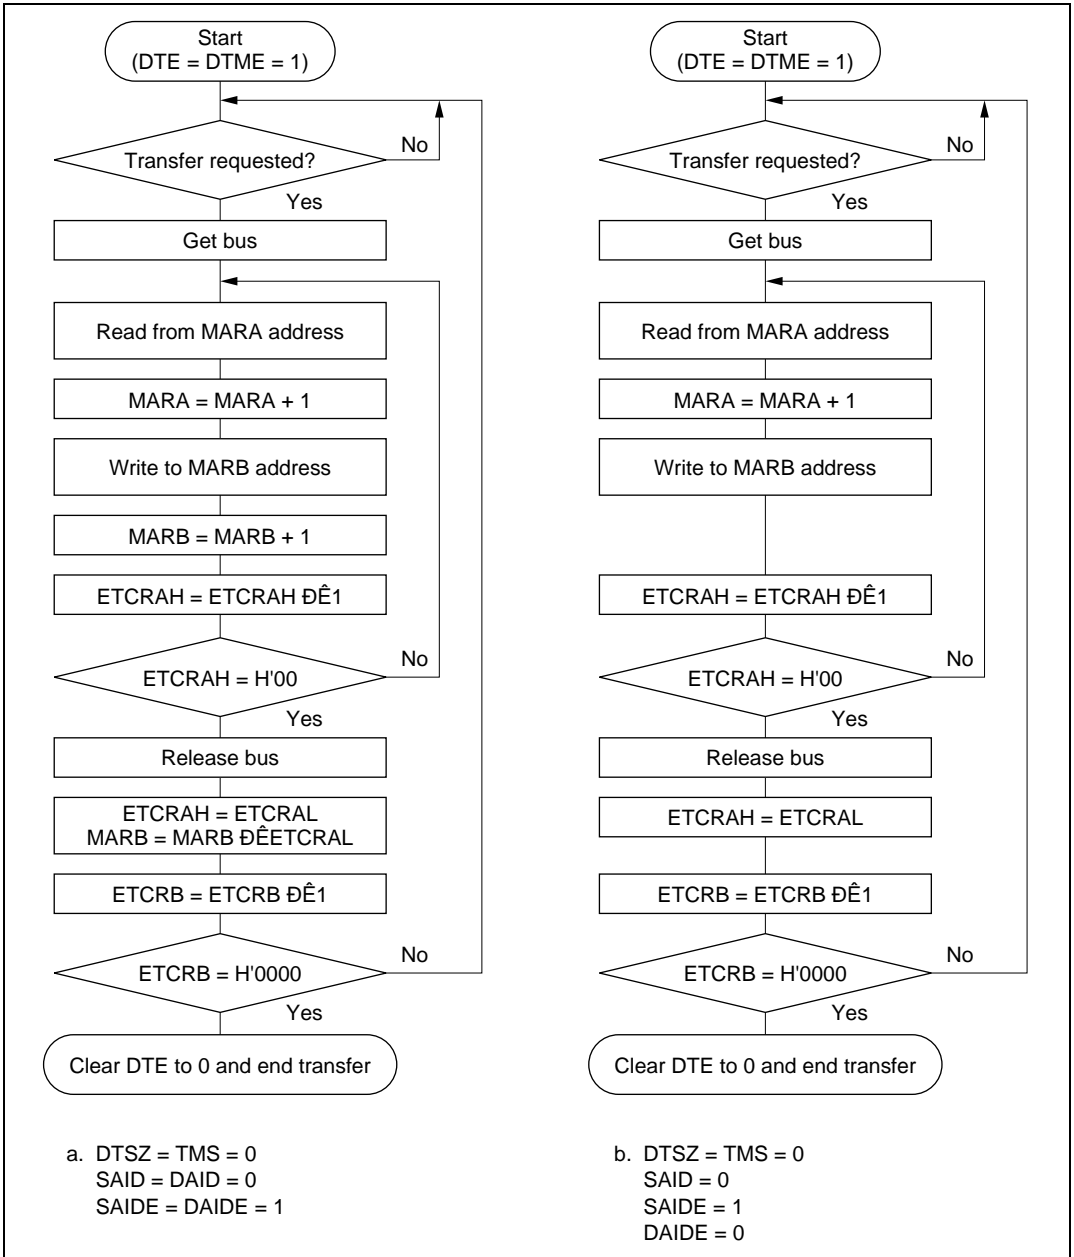 Start
(DTE = DTME = 1)
Transfer requested?
No
Yes
Get bus
Read from MARA address
MARA = MARA + 1
Write to MARB address
MARB = MARB + 1
ETCRAH = ETCRAH ÐÊ1
ETCRAH = H'00
No
Yes
Release bus
ETCRAH = ETCRAL
MARB = MARB ÐÊETCRAL
ETCRB = ETCRB ÐÊ1
ETCRB = H'0000
No
Yes
Clear DTE to 0 and end transfer
a. DTSZ = TMS = 0
SAID = DAID = 0
SAIDE = DAIDE = 1
Start
(DTE = DTME = 1)
Transfer requested?
No
Yes
Get bus
Read from MARA address
MARA = MARA + 1
Write to MARB address
ETCRAH = ETCRAH ÐÊ1
ETCRAH = H'00
No
Yes
Release bus
ETCRAH = ETCRAL
ETCRB = ETCRB ÐÊ1
ETCRB = H'0000
No
Yes
Clear DTE to 0 and end transfer
b. DTSZ = TMS = 0
SAID = 0
SAIDE = 1
DAIDE = 0